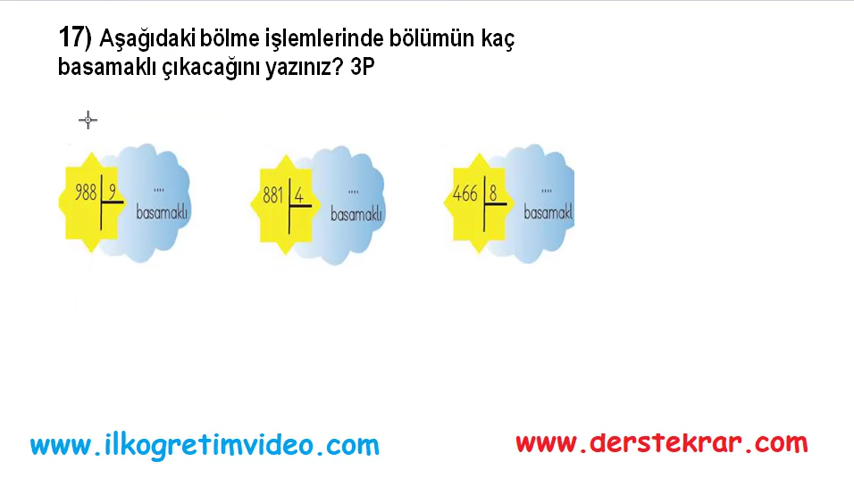 17) Aşağıdaki bölme işlemlerinde bölümün kaç
basamaklı çıkacağını yazınız? 3P
988 9 ....
basamaklı
881 4 ....
basamaklı
466 8 ....
basamakl
www.ilkogretimvideo.com
www.derstekrar.com